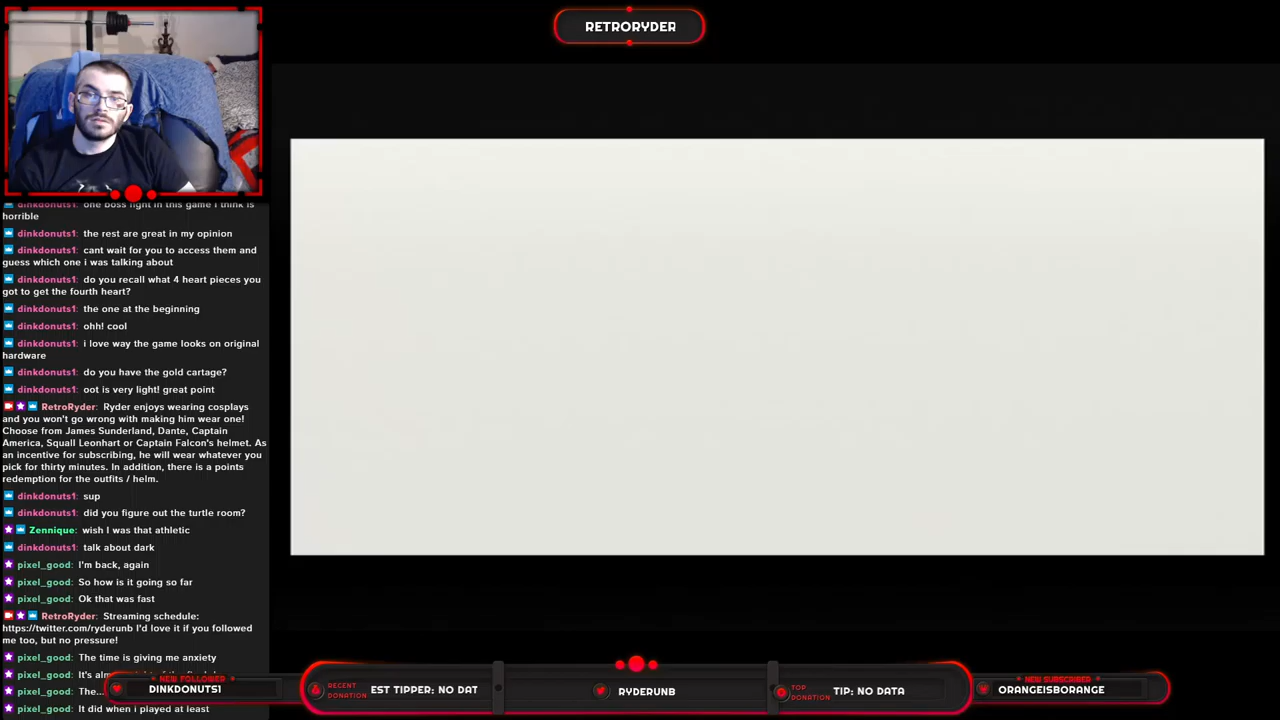 RETRORYDER
dinkdonuts1: one boss fight in this game i think is
horrible
dinkdonuts1: the rest are great in my opinion
dinkdonuts1: cant wait for you to access them and
guess which one i was talking about
dinkdonuts1: do you recall what 4 heart pieces you
got to get the fourth heart?
dinkdonuts1: the one at the beginning
dinkdonuts1: ohh! cool
dinkdonuts1: i love way the game looks on original
hardware
dinkdonuts1: do you have the gold cartage?
dinkdonuts1: oot is very light! great point
RetroRyder: Ryder enjoys wearing cosplays
and you won't go wrong with making him wear one!
Choose from James Sunderland, Dante, Captain
America, Squall Leonhart or Captain Falcon's helmet. As
an incentive for subscribing, he will wear whatever you
pick for thirty minutes. In addition, there is a points
redemption for the outfits / helm.
dinkdonuts1: sup
dinkdonuts1: did you figure out the turtle room?
Zennique: wish I was that athletic
dinkdonuts1: talk about dark
pixel_good: I'm back, again
pixel_good: So how is it going so far
pixel_good: Ok that was fast
RetroRyder: Streaming schedule:
https://twitter.com/ryderunb I'd love it if you followed
me too, but no pressure!
pixel_good: The time is giving me anxiety
pixel_good: It's
pixel_good: The...
pixel_good: It did when i played at least
NEW FOLLOWER
DINKDONUTS1
RECENT
DONATION
EST TIPPER: NO DAT
RYDERUNB
TOP
DONATION
TIP: NO DATA
NEW SUBSCRIBER
ORANGEISBORANGE